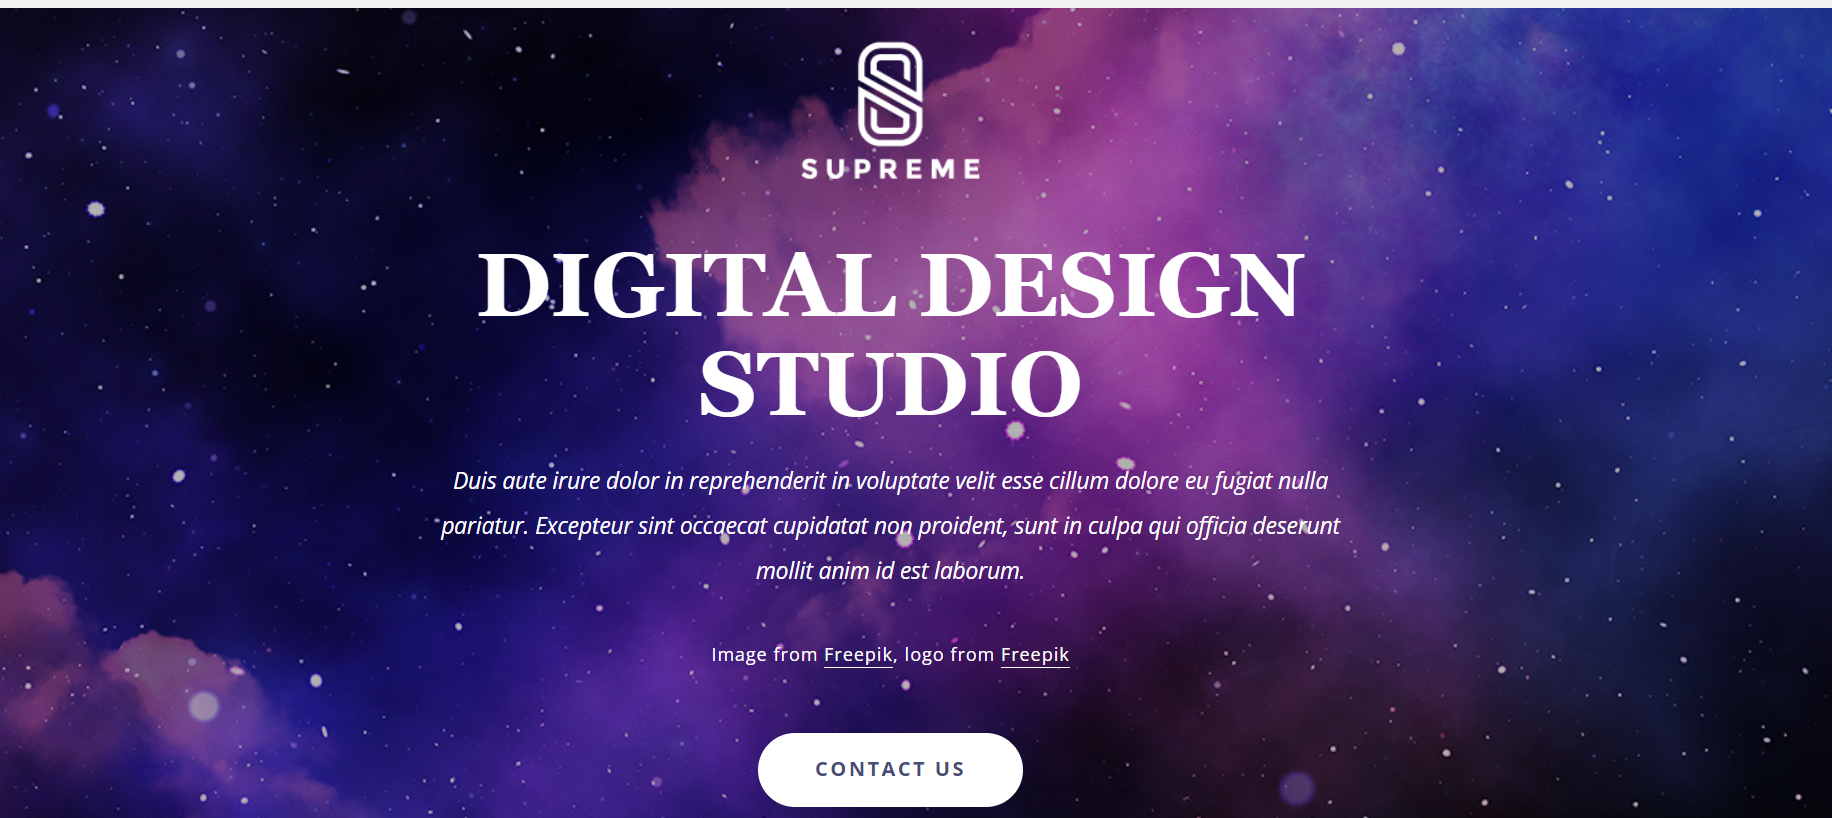 SUPREME
DIGITAL DESIGN
STUDIO
Duis aute irure dolor in reprehenderit in voluptate velit esse cillum dolore eu fugiat nulla
pariatur. Excepteur sint occaecat cupidatat non proident, sunt in culpa qui officia deserunt
mollit anim id est laborum.
Image from Freepik, logo from Freepik
CONTACT US